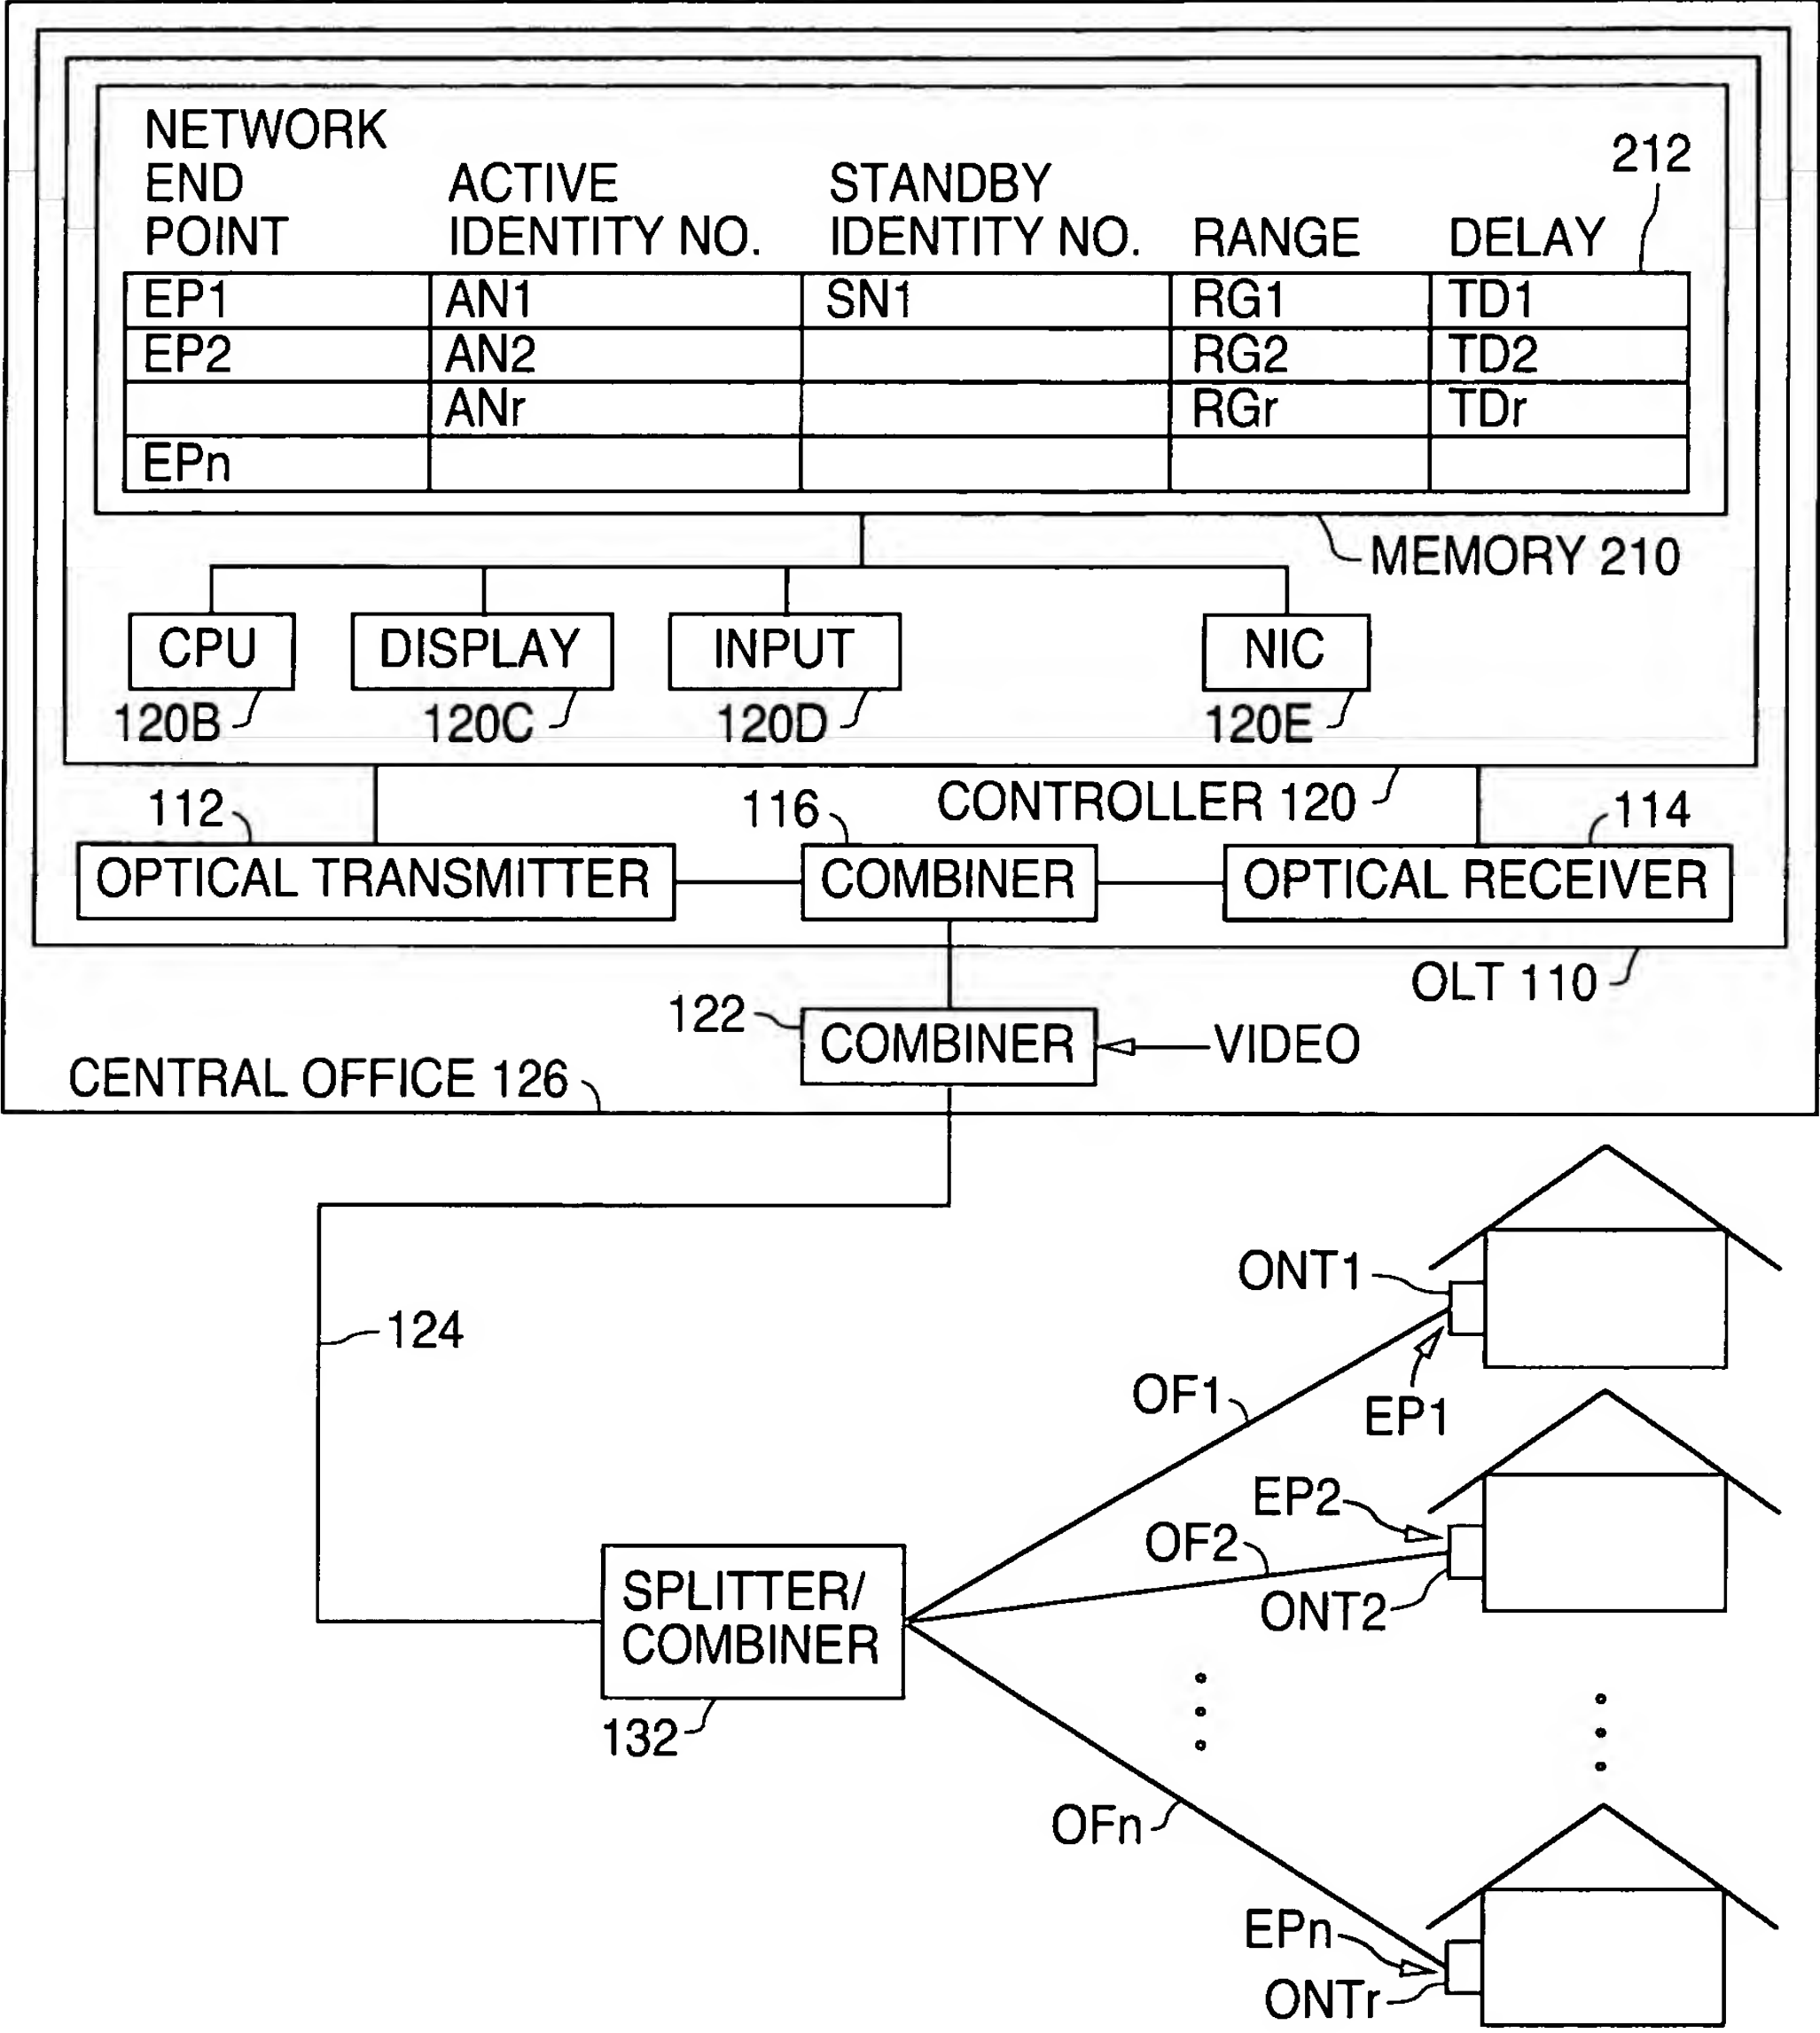 NETWORK
END ACTIVE STANDBY 212
POINT IDENTITY NO. IDENTITY NO. RANGE DELAY
EP1 AN1 SN1 RG1 TD1
EP2 AN2 RG2 TD2
ANr RGr TDr
EPn
MEMORY 210
CPU DISPLAY INPUT NIC
120B 120C 120D 120E
CONTROLLER 120
112 116 114
OPTICAL TRANSMITTER COMBINER OPTICAL RECEIVER
OLT 110
122
COMBINER VIDEO
CENTRAL OFFICE 126
ONT1
124
OF1
EP1
EP2
OF2
ONT2
SPLITTER/
COMBINER
132
OFn
EPn
ONTr